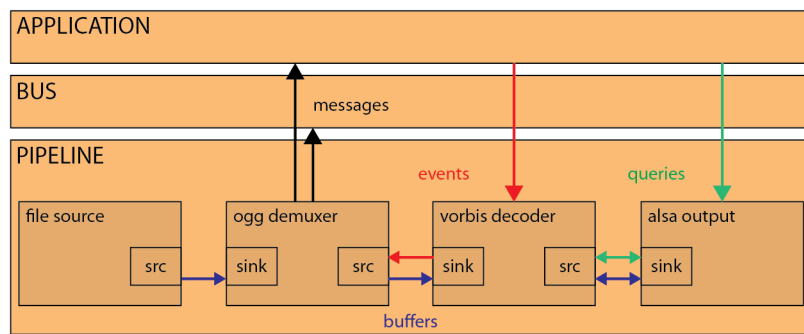 APPLICATION
BUS
messages
PIPELINE
events
queries
file source
ogg demuxer
vorbis decoder
alsa output
src
sink
src
sink
src
sink
buffers